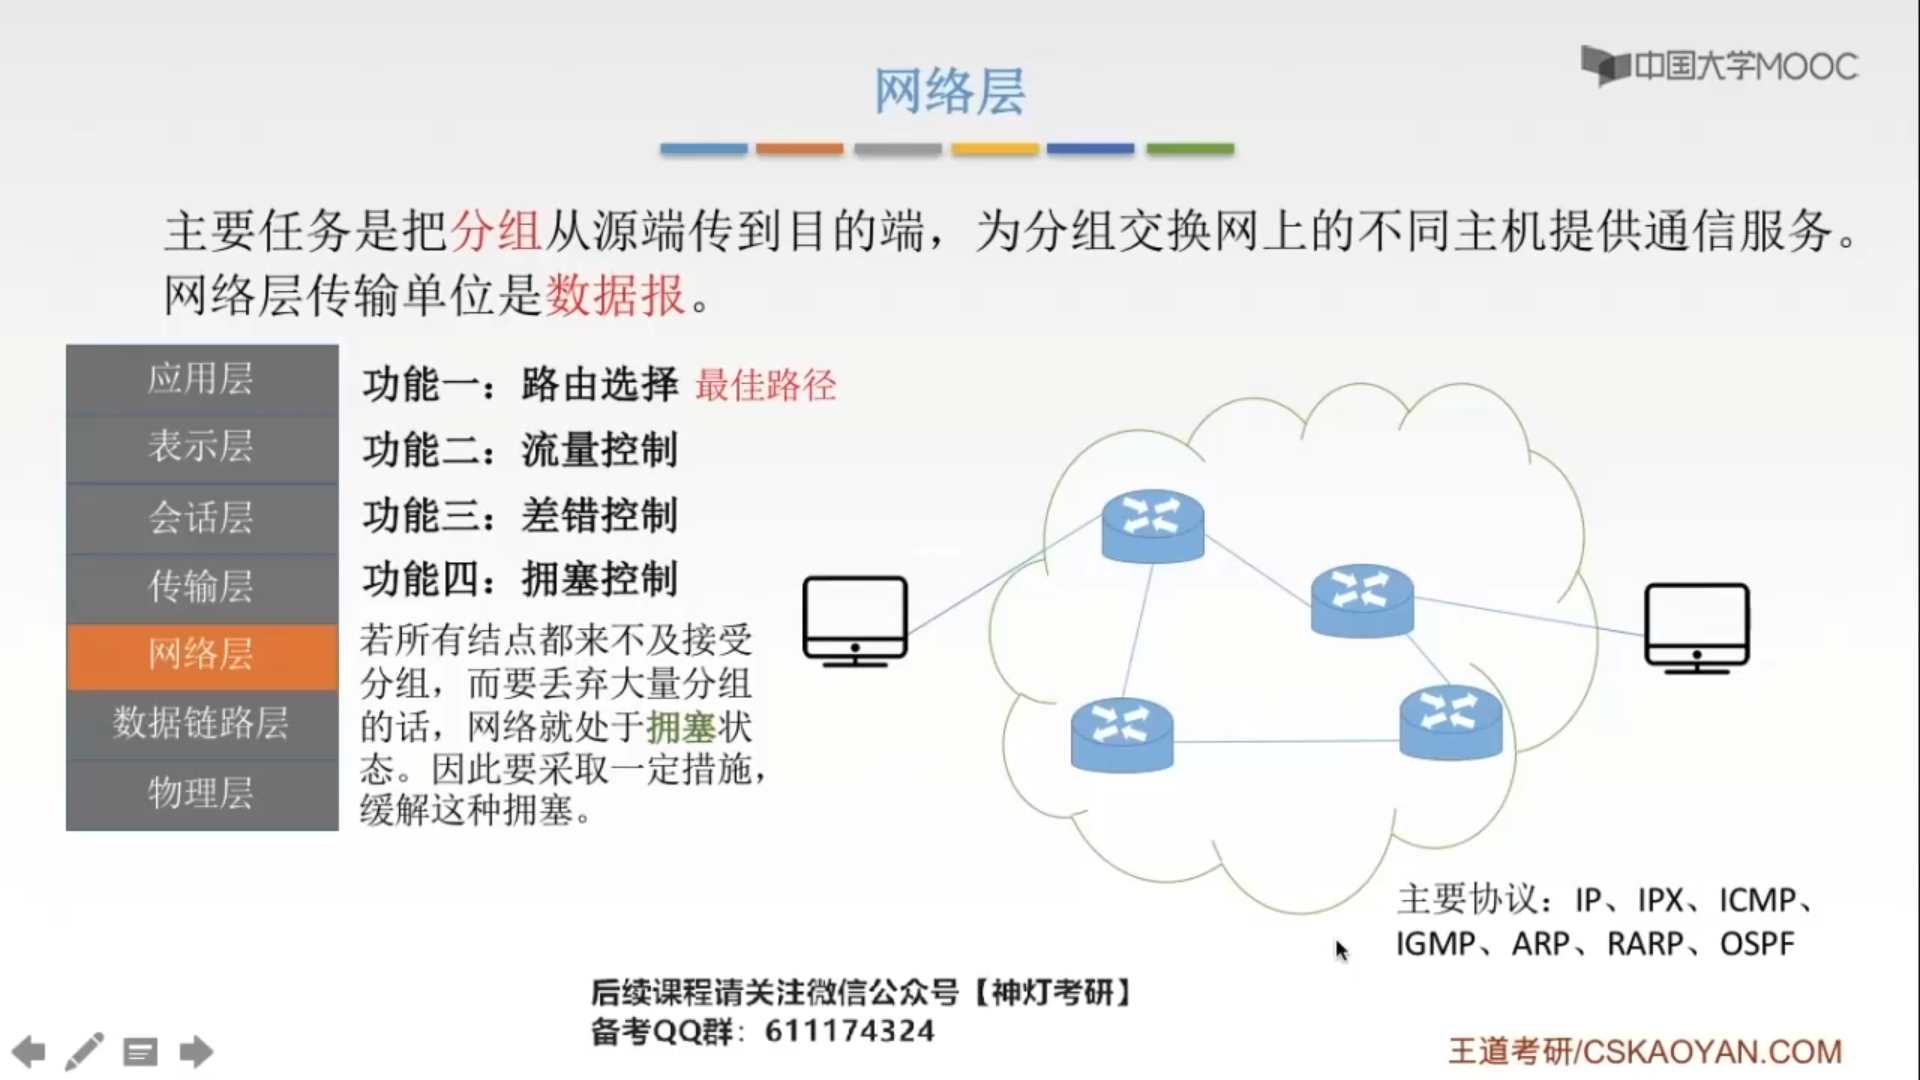 中国大学MOOC
网络层
主要任务是把分组从源端传到目的端，为分组交换网上的不同主机提供通信服务。
网络层传输单位是数据报。
应用层
表示层
会话层
传输层
网络层
数据链路层
物理层
功能一：路由选择 最佳路径
功能二：流量控制
功能三：差错控制
功能四：拥塞控制
若所有结点都来不及接受
分组，而要丢弃大量分组
的话，网络就处于拥塞状
态。因此要采取一定措施，
缓解这种拥塞。
主要协议：IP、IPX、ICMP、
IGMP、ARP、RARP、OSPF
后续课程请关注微信公众号【神灯考研】
备考QQ群：611174324
王道考研/CSKAOYAN.COM